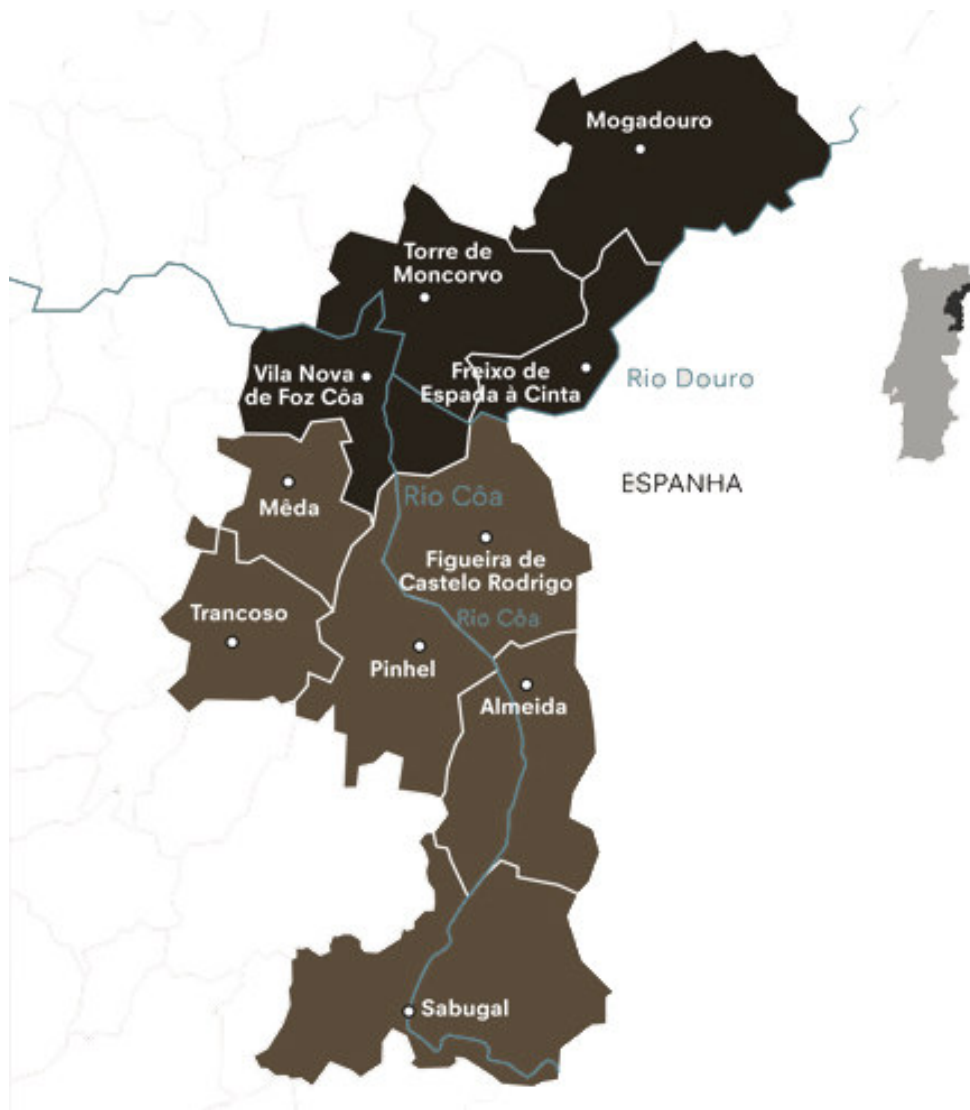 Mogadouro
Torre de
Moncorvo
Vila Nova
de Foz Côa
Freixo de
Espada à Cinta
Rio Douro
ESPANHA
Mêda
Rio Côa
Figueira de
Castelo Rodrigo
Trancoso
Rio Côa
Pinhel
Almeida
Sabugal